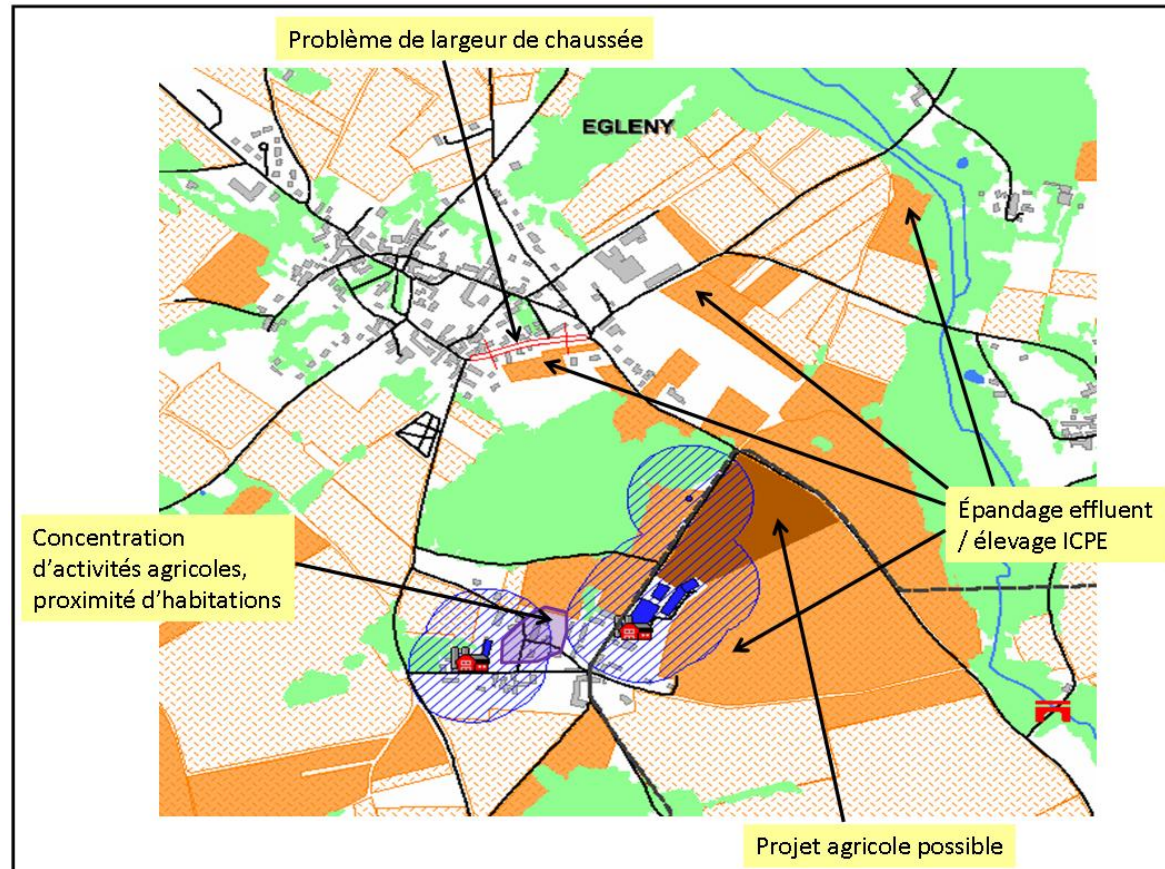 Problème de largeur de chaussée
EGLENY
Concentration
d’activités agricoles,
proximité d’habitations
Épandage effluent
/ élevage ICPE
Projet agricole possible